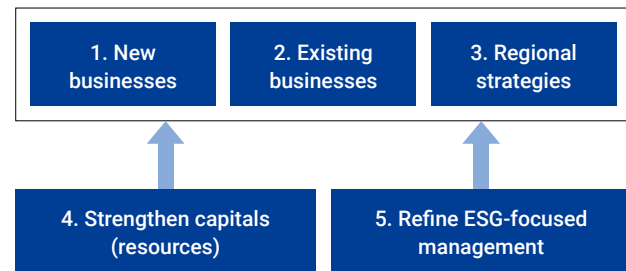 1. New
businesses
2. Existing
businesses
3. Regional
strategies
4. Strengthen capitals
(resources)
5. Refine ESG-focused
management